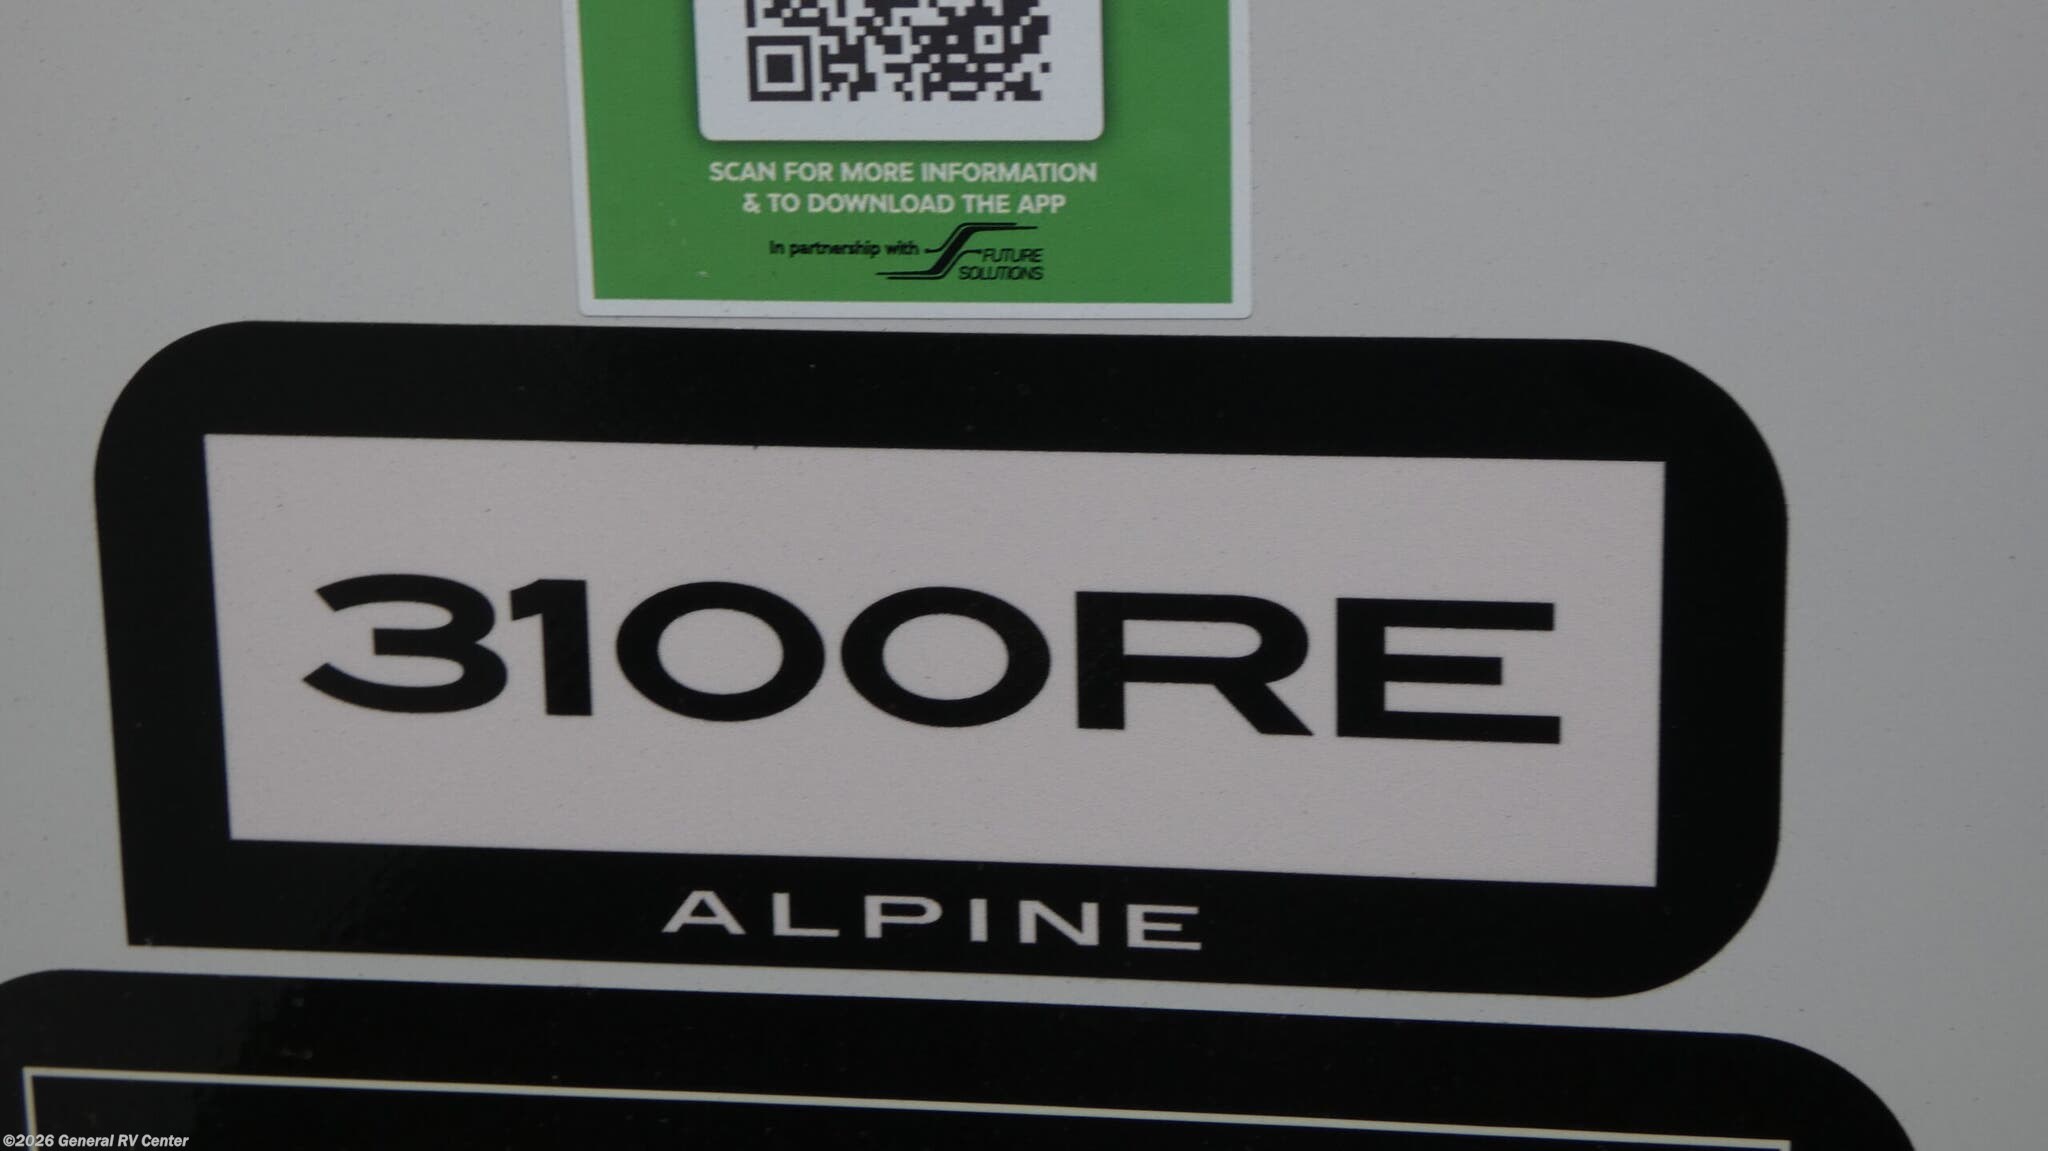 SCAN FOR MORE INFORMATION
& TO DOWNLOAD THE APP
In partnership with FUTURE
SOLUTIONS
3100RE
ALPINE
©2026 General RV Center